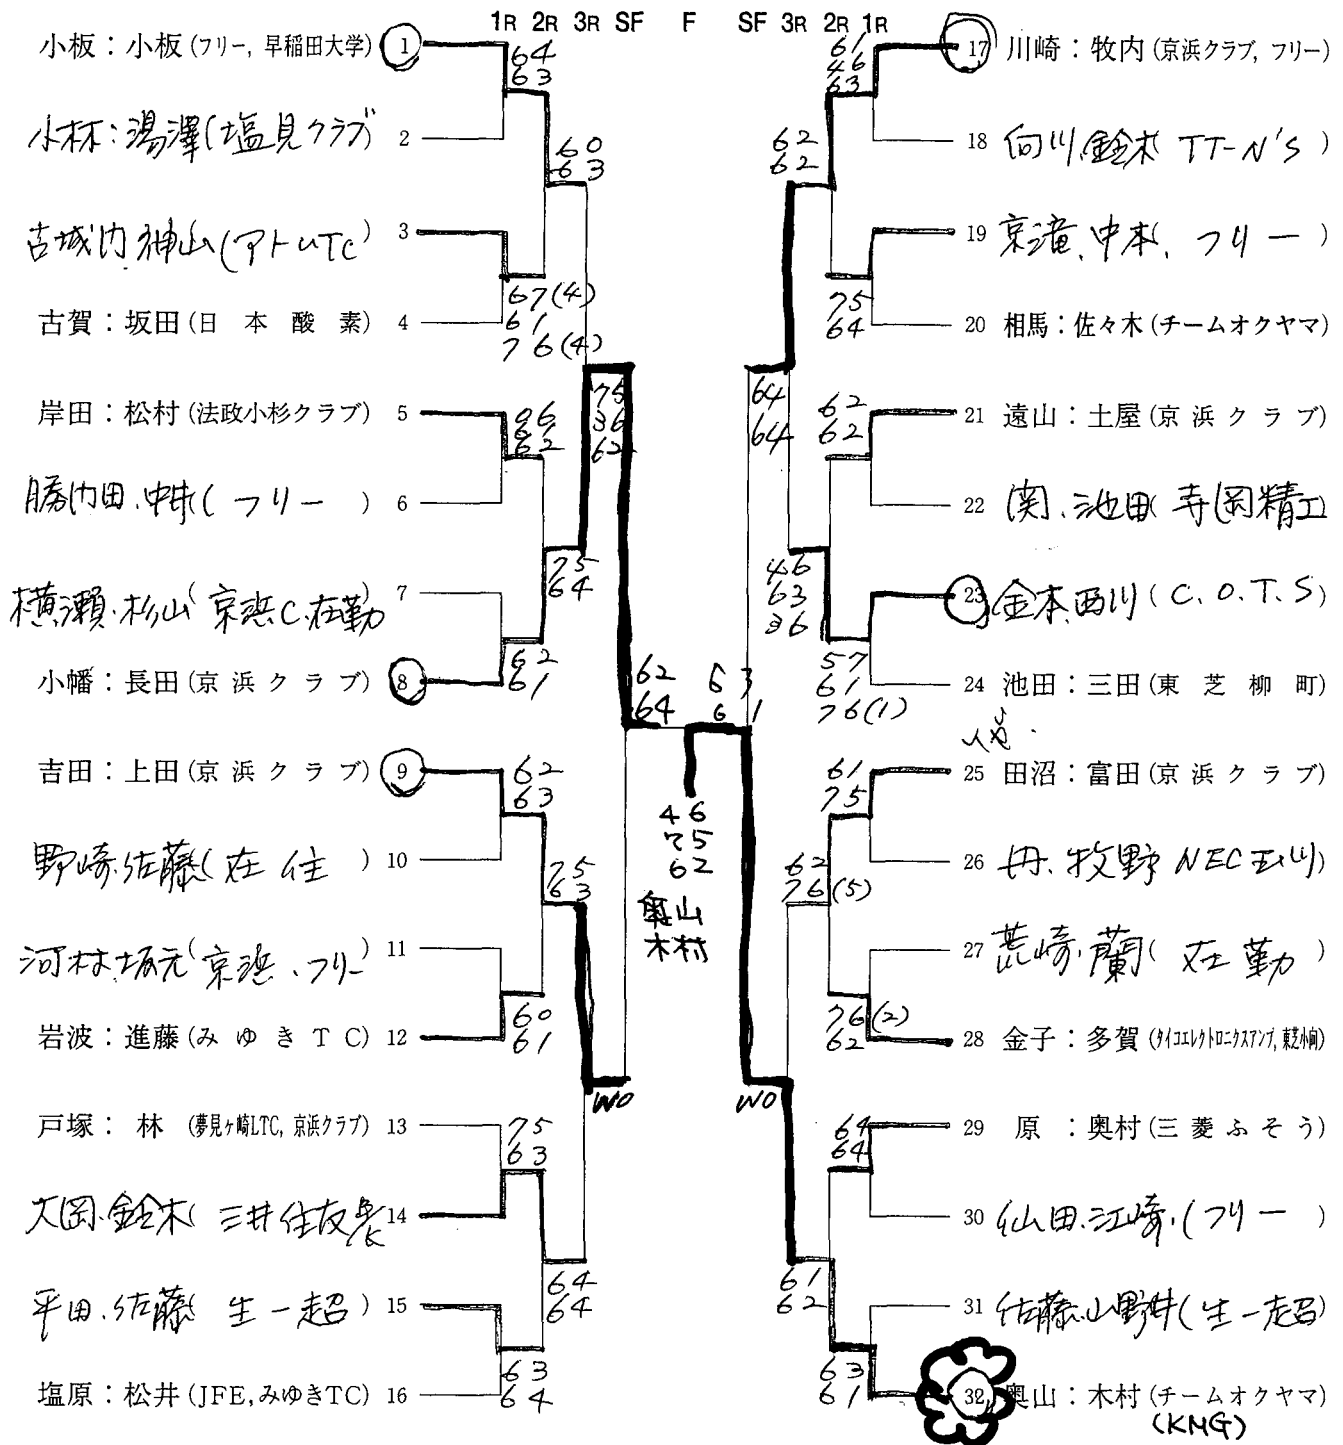 1R 2R 3R SF F SF 3R 2R 1R
小板：小板(フリー, 早稲田大学) 1
64
63
小林：湯澤(塩見クラブ) 2
60
63
古城内 神山(アトムTC) 3
67(4)
61
76(4)
古賀：坂田(日本酸素) 4
75
36
62
岸田：松村(法政小杉クラブ) 5
06
61
62
勝内田.中井(フリー) 6
75
64
横瀬・杉山(京浜C.在勤) 7
62
61
小幡：長田(京浜クラブ) 8
62
64
吉田：上田(京浜クラブ) 9
62
63
野崎.佐藤(在住) 10
75
63
河村.坂元(京浜.フリー) 11
60
61
岩波：進藤(みゆきTC) 12
WO
戸塚：林(夢見ヶ崎LTC, 京浜クラブ) 13
75
63
大岡.鈴木(三井住友 14
64
64
平田.佐藤(生一超) 15
63
64
塩原：松井(JFE,みゆきTC) 16
63
61
46
75
62
奥山
木村
17 川崎：牧内(京浜クラブ, フリー)
61
46
63
18 向川.鈴木 TT-N'S)
62
62
19 京滝.中本. フリー)
75
64
20 相馬：佐々木(チームオクヤマ)
64
64
21 遠山：土屋(京浜クラブ)
62
62
22 関.池田(寺岡精工
46
63
36
23 金本.西川(C.O.T.S)
57
61
76(1)
24 池田：三田(東芝柳町)
25 田沼：富田(京浜クラブ)
61
75
26 丹.牧野 NEC玉川)
62
76(5)
27 荒崎.蘭(在勤)
76(2)
62
28 金子：多賀(タイコエレクトロニクスアンプ, 東芝小向)
WO
29 原：奥村(三菱ふそう)
64
64
30 仙田.江崎.(フリー)
61
62
31 佐藤.山野井(生一超)
63
61
32 奥山：木村(チームオクヤマ)
(KMG)